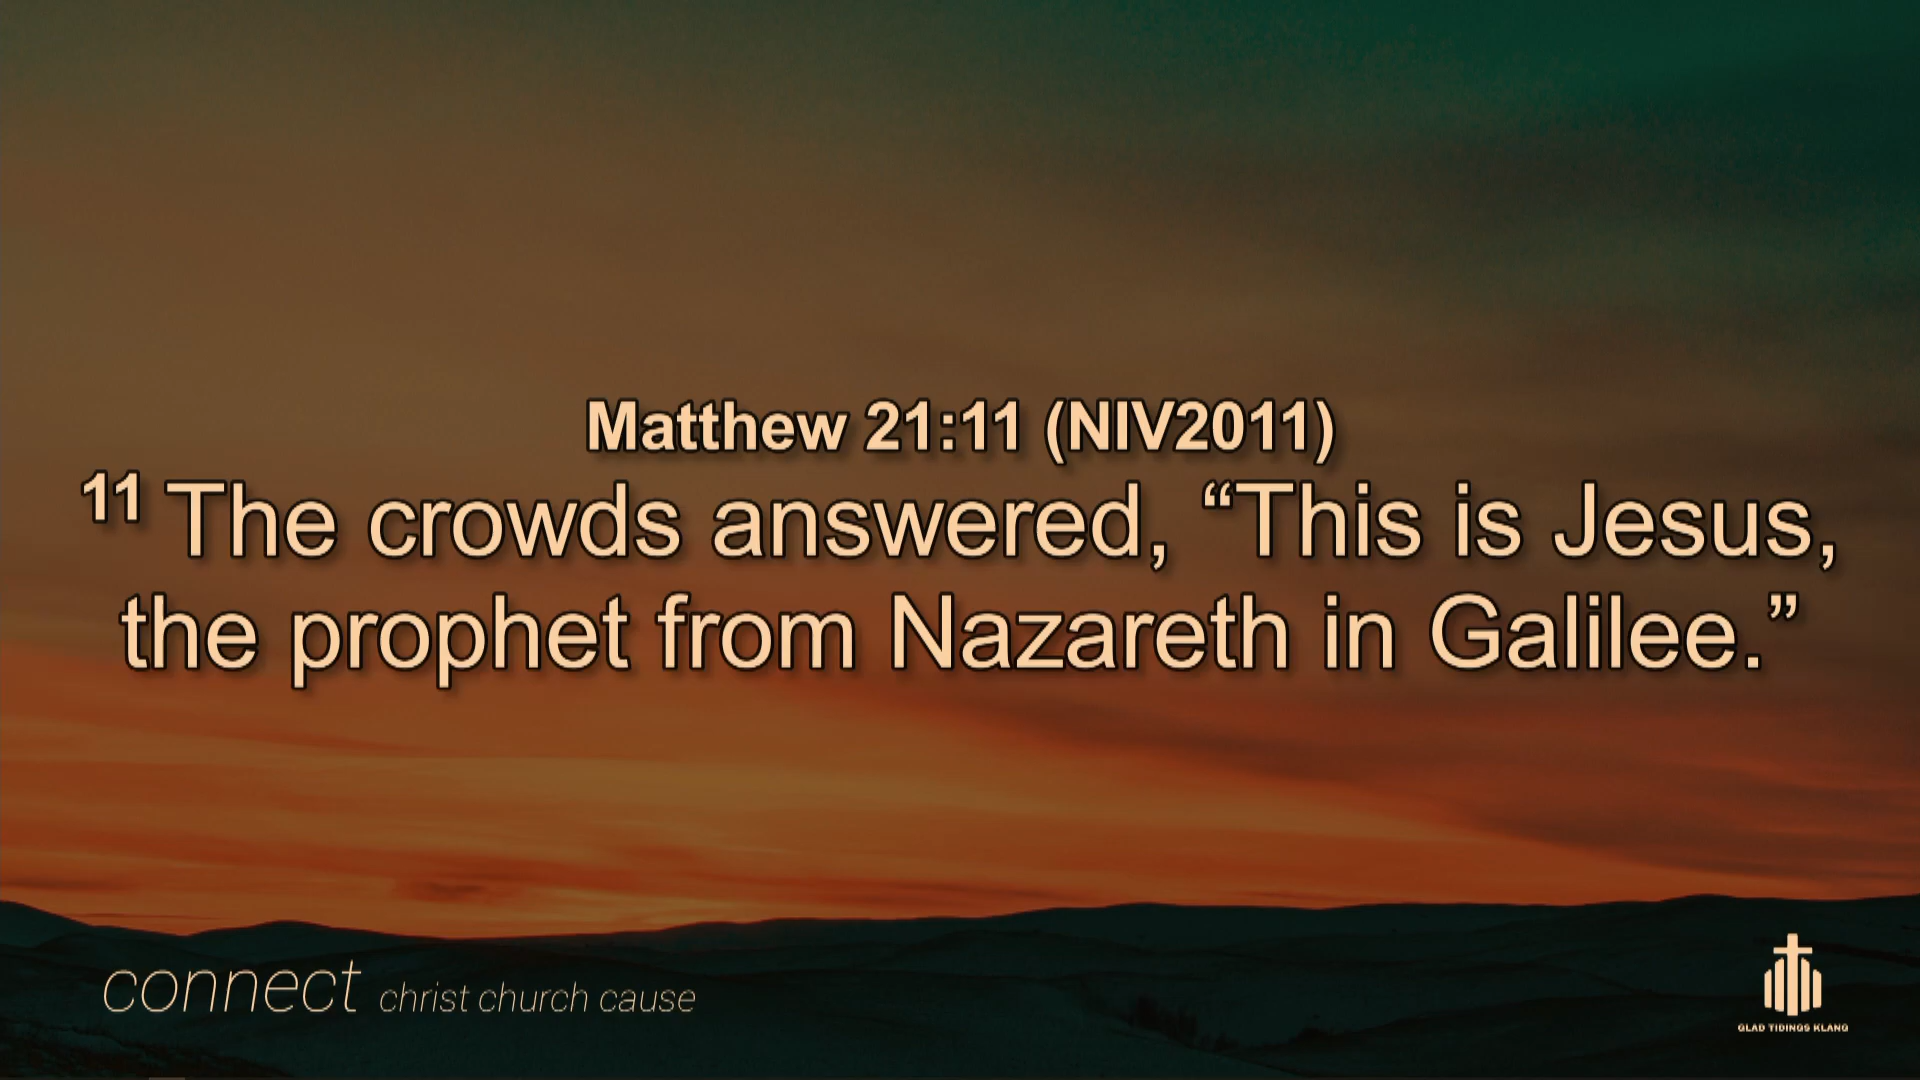 Matthew 21:11 (NIV2011)
11 The crowds answered, “This is Jesus,
the prophet from Nazareth in Galilee.”
connect christ church cause
GLAD TIDINGS KLANG